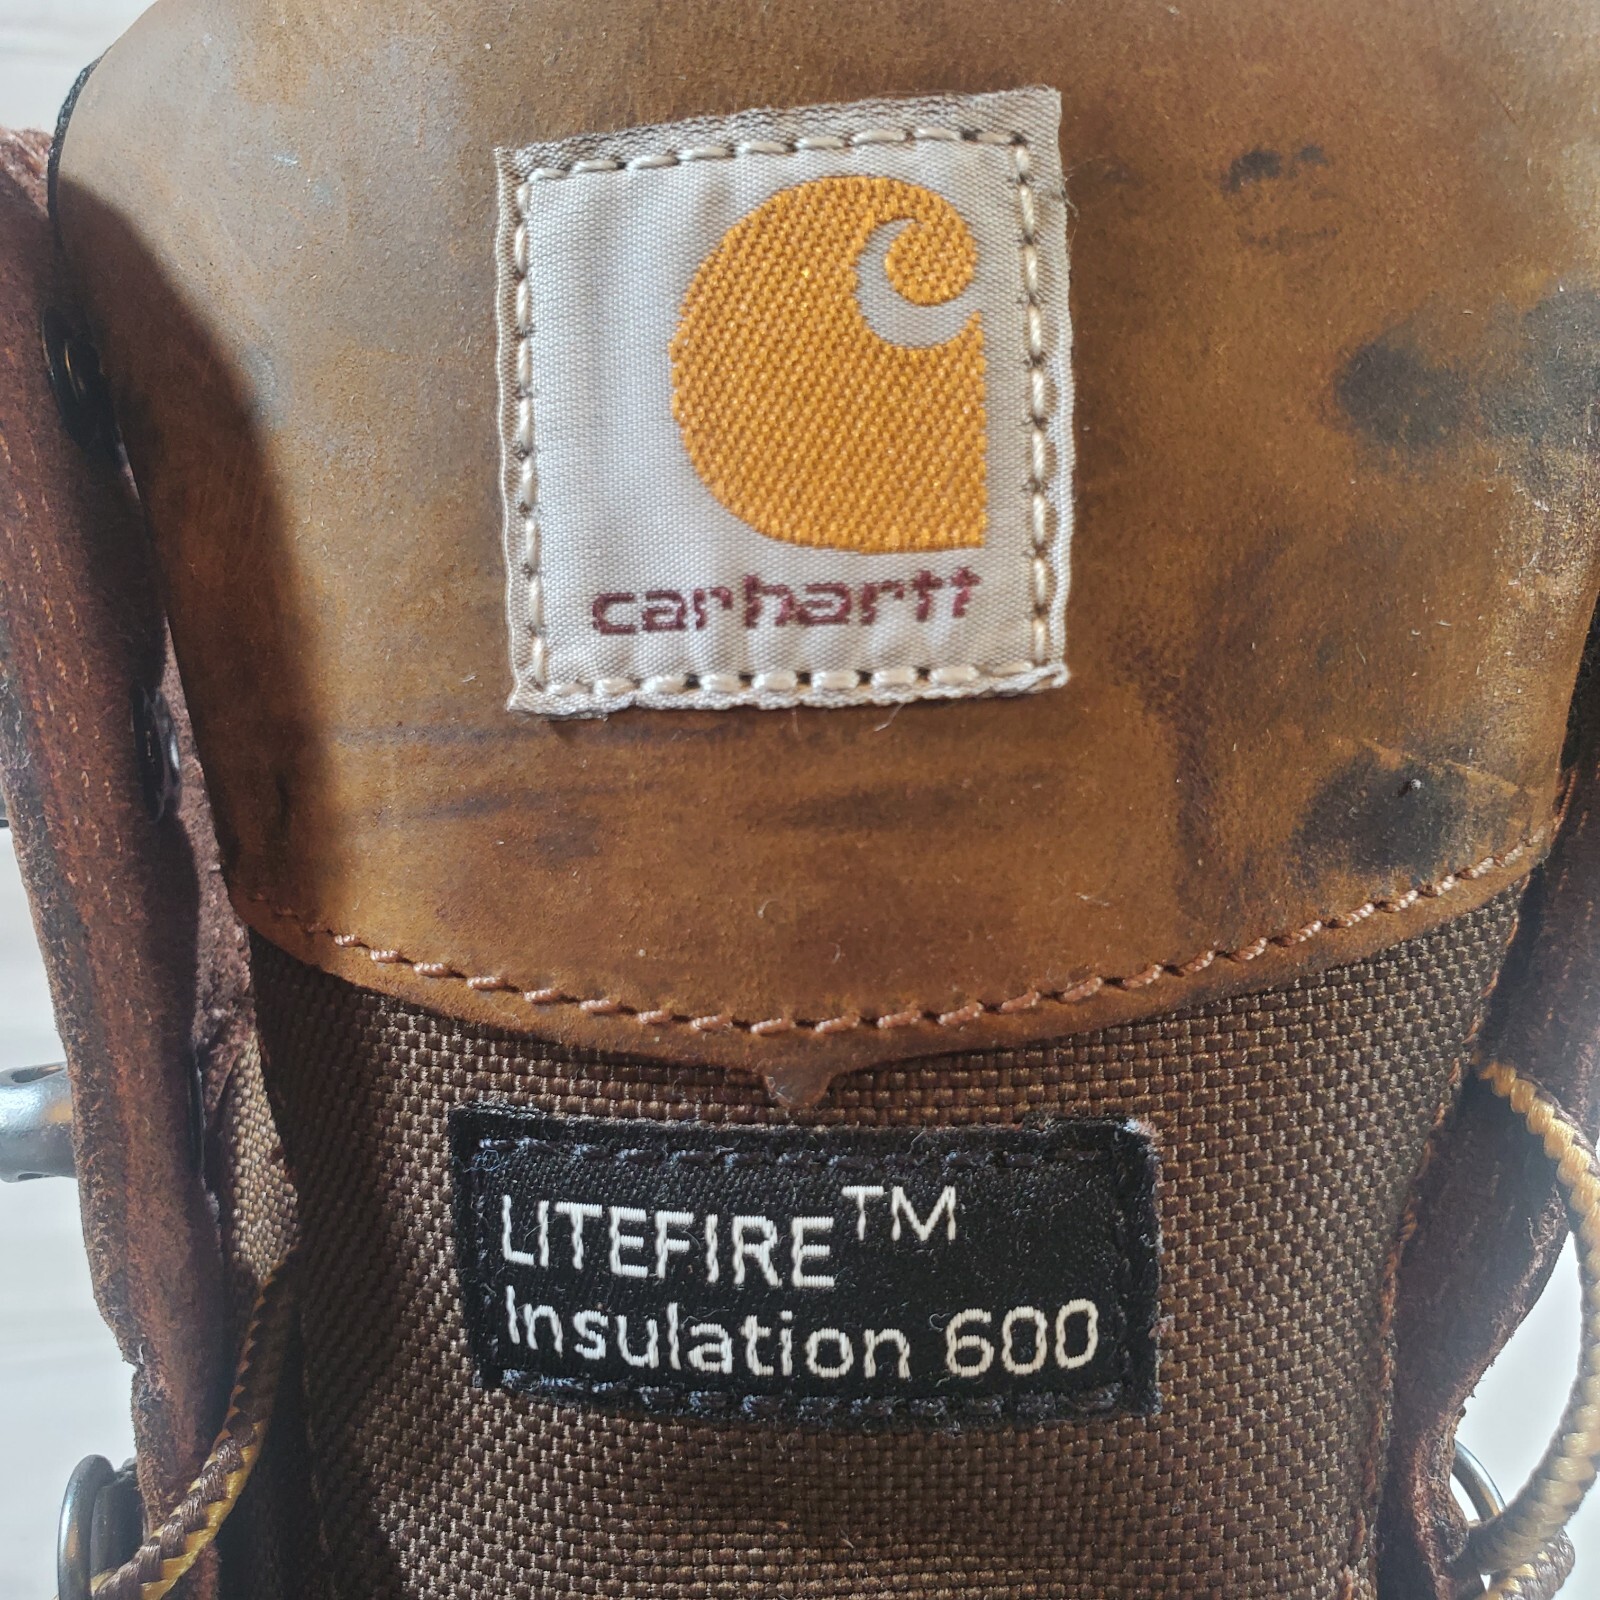 carhartt
LITEFIRE™
Insulation 600